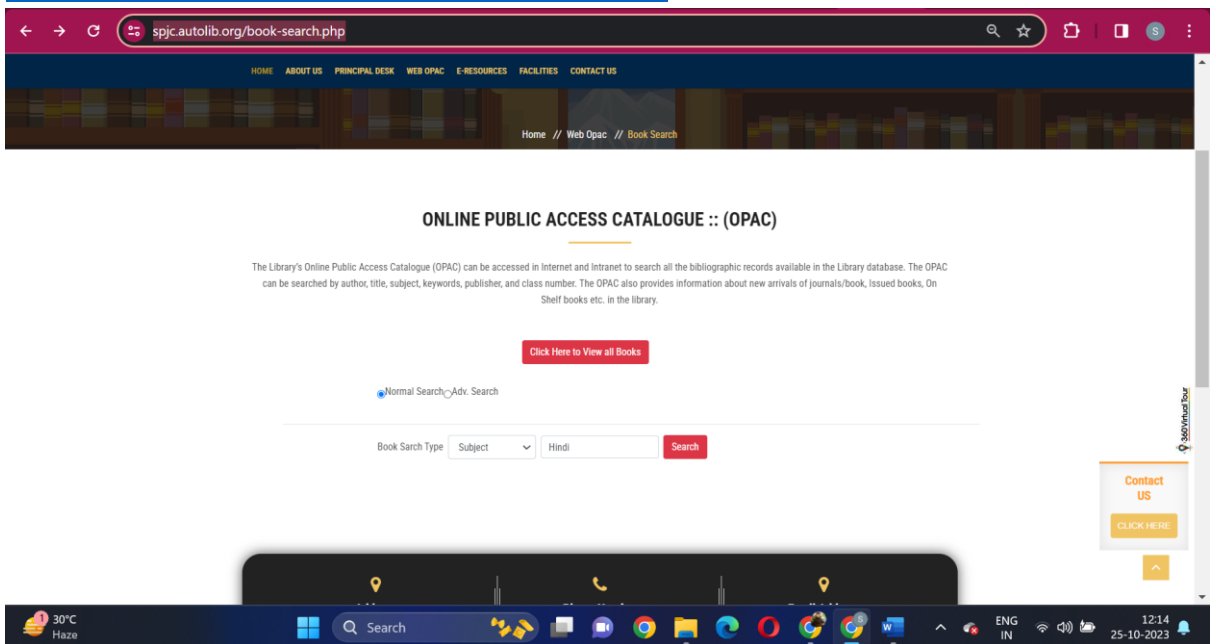 spjc.autolib.org/book-search.php
S
HOME ABOUT US PRINCIPAL DESK WEB OPAC E-RESOURCES FACILITIES CONTACT US
Home // Web Opac // Book Search
ONLINE PUBLIC ACCESS CATALOGUE :: (OPAC)
The Library's Online Public Access Catalogue (OPAC) can be accessed in Internet and Intranet to search all the bibliographic records available in the Library database. The OPAC
can be searched by author, title, subject, keywords, publisher, and class number. The OPAC also provides information about new arrivals of journals/book, Issued books, On
Shelf books etc. in the library.
Click Here to View all Books
Normal Search Adv. Search
360 Virtual Tour
Book Sarch Type Subject Hindi Search
Contact
US
CLICK HERE
1 30°C
Haze
Search
ENG
IN
12:14
25-10-2023